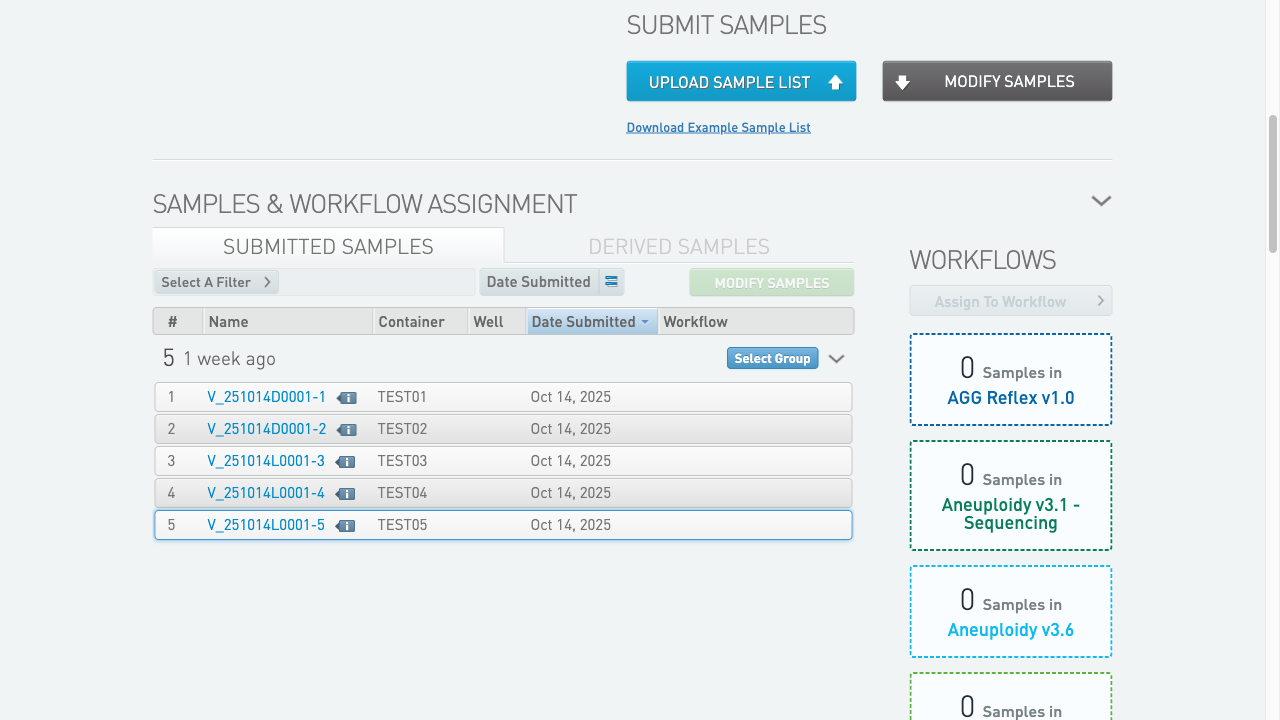 SUBMIT SAMPLES
UPLOAD SAMPLE LIST
MODIFY SAMPLES
Download Example Sample List
SAMPLES & WORKFLOW ASSIGNMENT
SUBMITTED SAMPLES
DERIVED SAMPLES
Select A Filter
Date Submitted
MODIFY SAMPLES
# Name Container Well Date Submitted Workflow
5 1 week ago
Select Group
1 V_251014D0001-1 TEST01 Oct 14, 2025
2 V_251014D0001-2 TEST02 Oct 14, 2025
3 V_251014L0001-3 TEST03 Oct 14, 2025
4 V_251014L0001-4 TEST04 Oct 14, 2025
5 V_251014L0001-5 TEST05 Oct 14, 2025
WORKFLOWS
Assign To Workflow
0 Samples in
AGG Reflex v1.0
0 Samples in
Aneuploidy v3.1 -
Sequencing
0 Samples in
Aneuploidy v3.6
0 Samples in